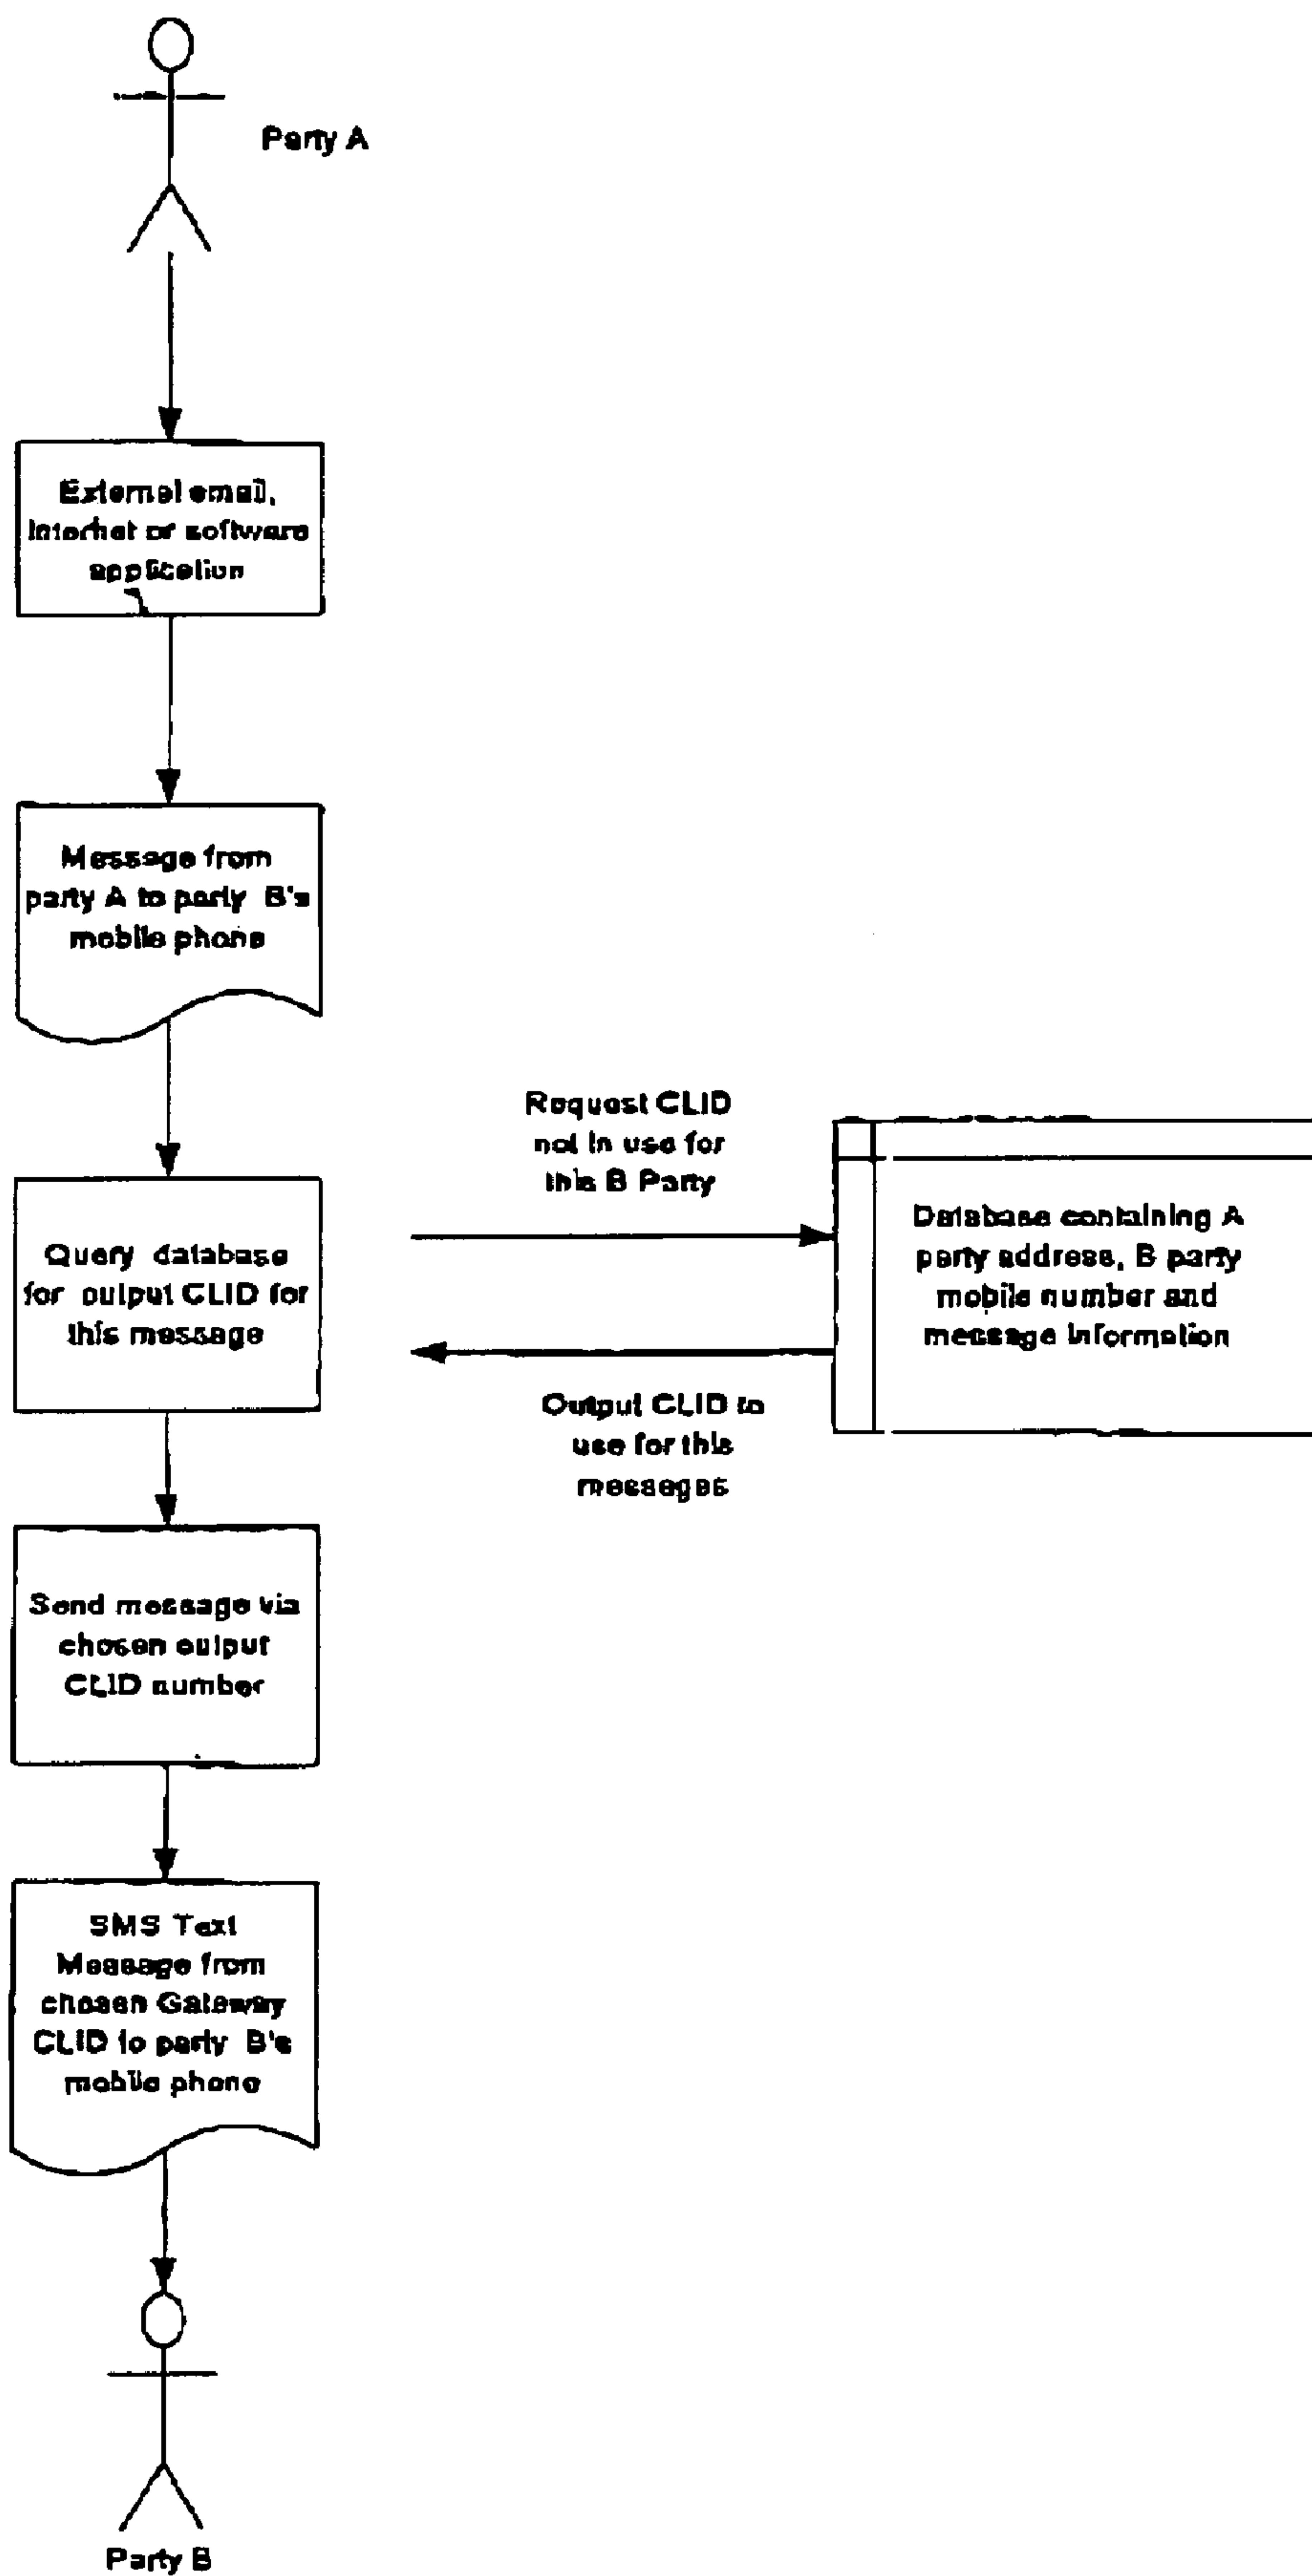 Party A
External email,
Internet or software
application
Message from
party A to party B's
mobile phone
Request CLID
not in use for
this B Party
Query database
for output CLID for
this message
Database containing A
party address, B party
mobile number and
message information
Output CLID to
use for this
messages
Send message via
chosen output
CLID number
SMS Text
Message from
chosen Gateway
CLID to party B's
mobile phone
Party B